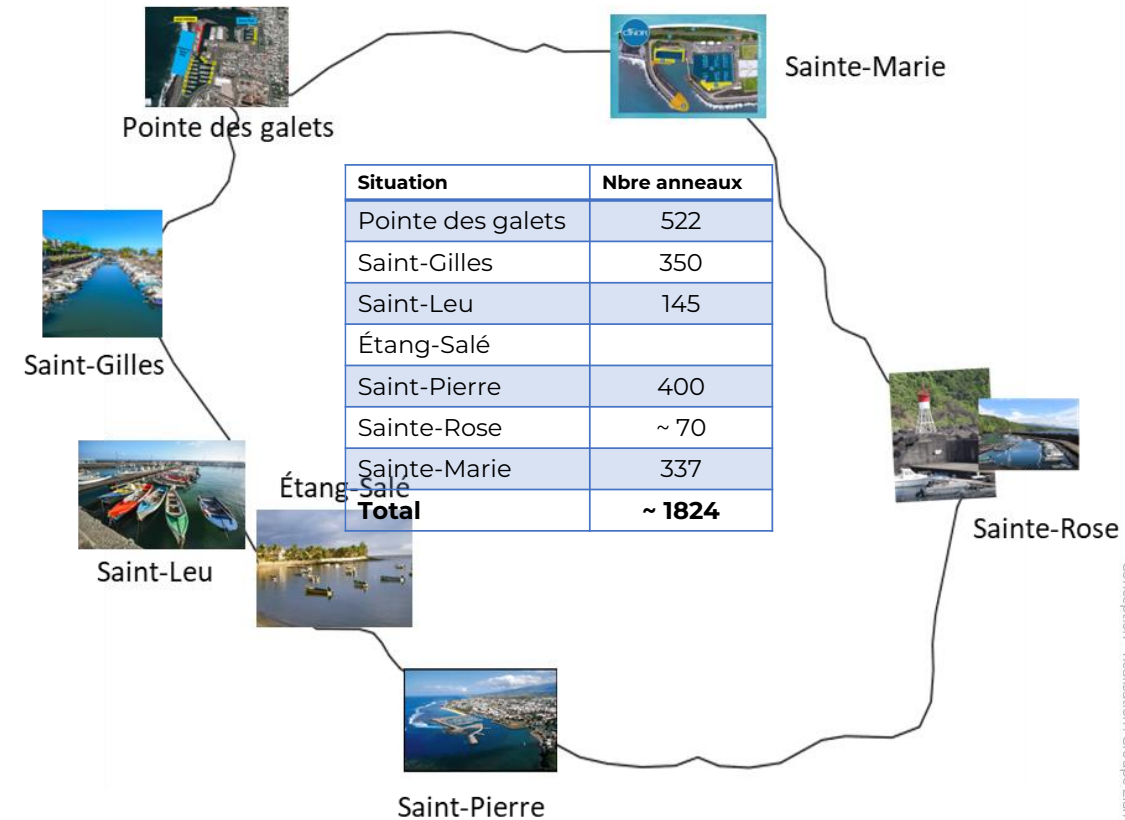 Pointe des galets
CINOR
Sainte-Marie
Situation Nbre anneaux
Pointe des galets 522
Saint-Gilles 350
Saint-Leu 145
Étang-Salé
Saint-Pierre 400
Sainte-Rose ~ 70
Sainte-Marie 337
Total ~ 1824
Saint-Gilles
Étang-Salé
Saint-Leu
Sainte-Rose
Saint-Pierre